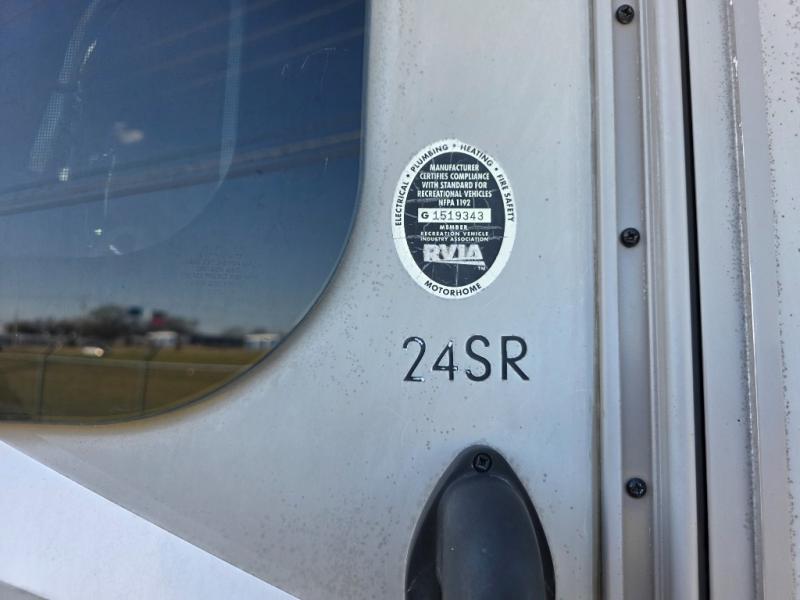 ELECTRICAL • PLUMBING • HEATING • FIRE SAFETY
MANUFACTURER
CERTIFIES COMPLIANCE
WITH STANDARD FOR
RECREATIONAL VEHICLES
NFPA 1192
G 1519343
MEMBER
RECREATION VEHICLE
INDUSTRY ASSOCIATION
RVIA
TM
MOTORHOME
24SR